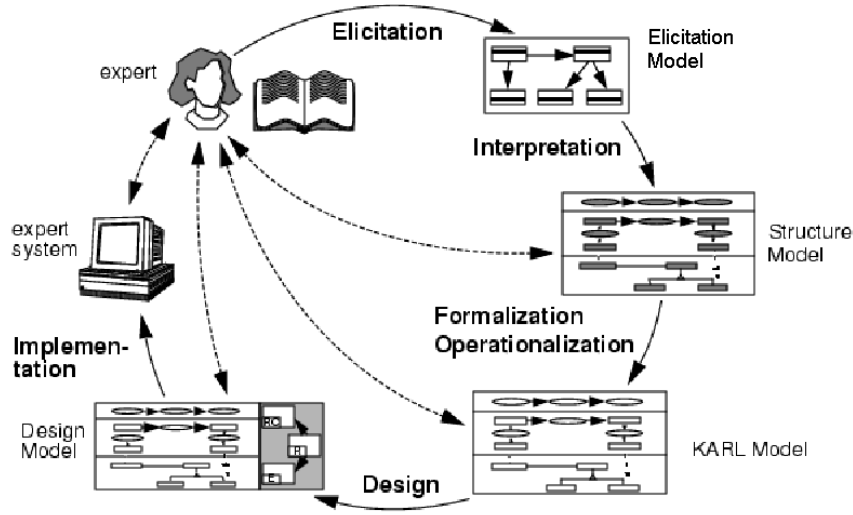 Elicitation
Elicitation
Model
expert
Interpretation
expert
system
Structure
Model
Formalization
Operationalization
Implemen-
tation
Design
Model
KARL Model
Design